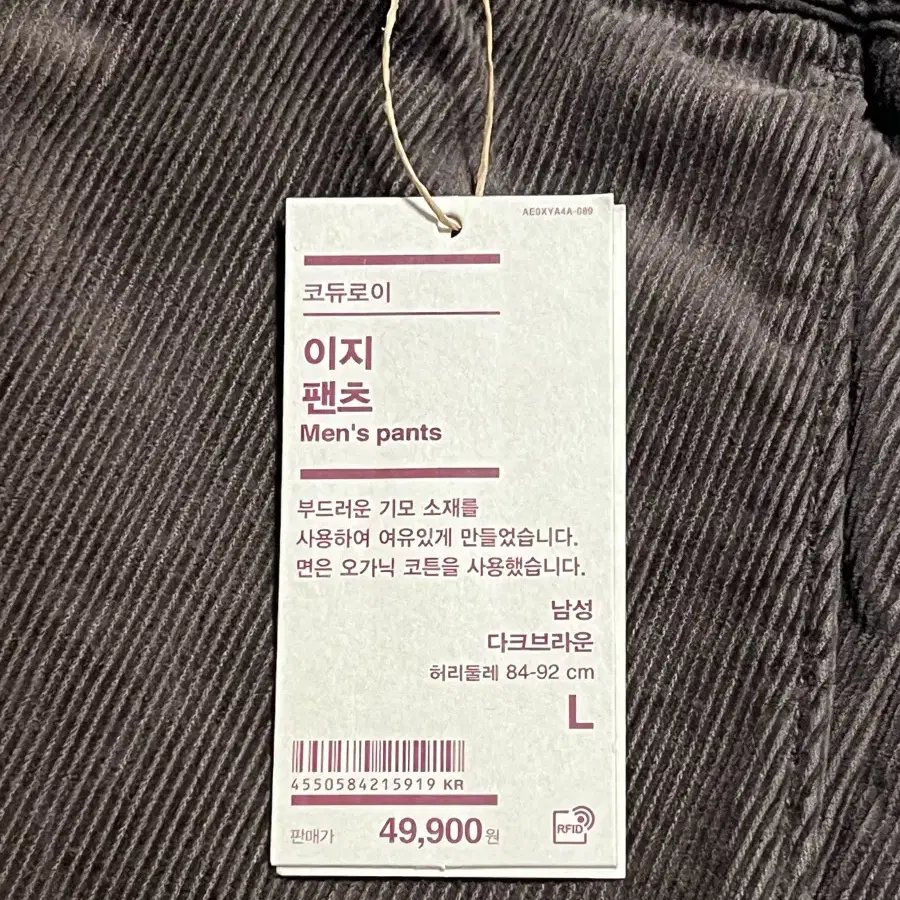 AE0XYA4A-009
코듀로이
이지
팬츠
Men's pants
부드러운 기모 소재를
사용하여 여유있게 만들었습니다.
면은 오가닉 코튼을 사용했습니다.
남성
다크브라운
허리둘레 84-92 cm
L
4550584215919 KR
판매가 49,900원
RFID